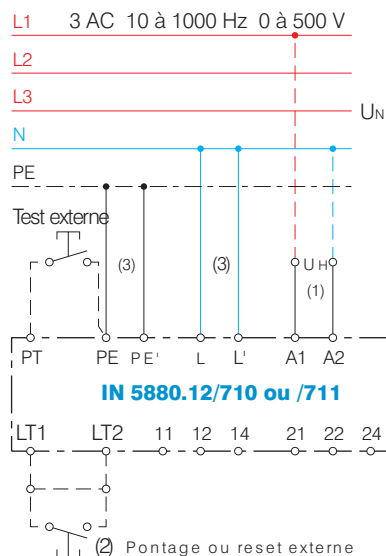 L1 3 AC 10 à 1000 Hz 0 à 500 V
L2
L3
UN
N
PE
Test externe
(3)
(3)
UH
(1)
PT PE PE' L L' A1 A2
IN 5880.12/710 ou /711
LT1 LT2 11 12 14 21 22 24
(2) Pontage ou reset externe